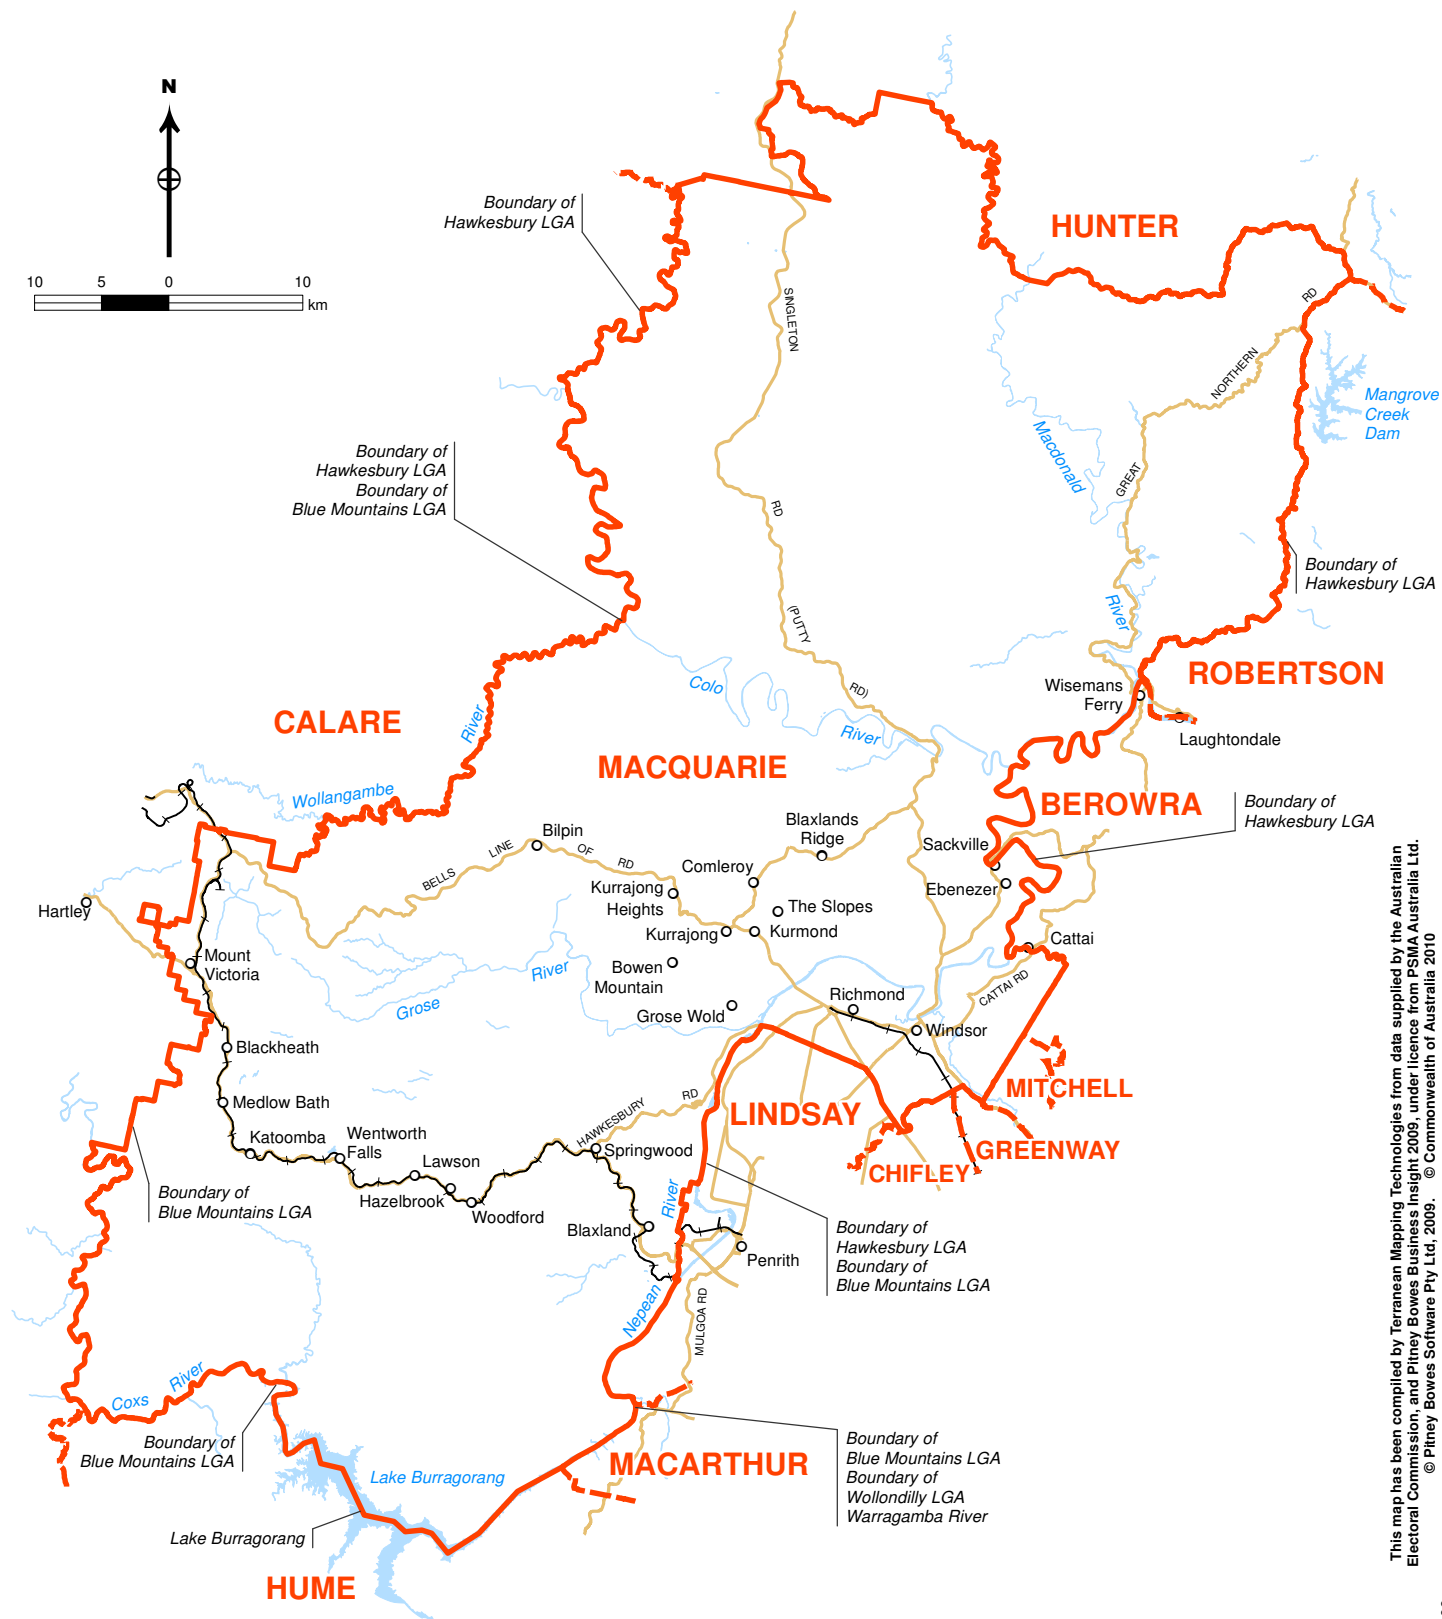 N
10
5
0
10
km
Boundary of
Hawkesbury LGA
HUNTER
SINGLETON
RD
NORTHERN
Mangrove
Creek
Dam
Boundary of
Hawkesbury LGA
Boundary of
Blue Mountains LGA
Macdonald
GREAT
RD
Boundary of
Hawkesbury LGA
(PUTTY
River
RD)
Wisemans
Ferry
ROBERTSON
Laughtondale
Colo
River
CALARE
River
MACQUARIE
Wollangambe
BEROWRA
Boundary of
Hawkesbury LGA
Blaxlands
Ridge
Bilpin
BELLS
LINE
OF
RD
Comleroy
Sackville
Ebenezer
Kurrajong
Heights
The Slopes
Kurrajong
Kurmond
Cattai
Hartley
Mount
Victoria
Bowen
Mountain
River
Grose
Grose Wold
Richmond
CATTAI RD
Windsor
Blackheath
MITCHELL
Medlow Bath
HAWKESBURY
RD
LINDSAY
Katoomba
Wentworth
Falls
Springwood
GREENWAY
Lawson
CHIFLEY
Hazelbrook
Woodford
Boundary of
Blue Mountains LGA
River
Blaxland
Penrith
Boundary of
Hawkesbury LGA
Boundary of
Blue Mountains LGA
Nepean
MULGOA RD
Coxs
River
Boundary of
Blue Mountains LGA
MACARTHUR
Boundary of
Blue Mountains LGA
Boundary of
Wollondilly LGA
Warragamba River
Lake Burragorang
Lake Burragorang
HUME
This map has been compiled by Terranean Mapping Technologies from data supplied by the Australian
Electoral Commission, and Pitney Bowes Business Insight 2009, under licence from PSMA Australia Ltd.
© Pitney Bowes Software Pty Ltd, 2009. © Commonwealth of Australia 2010